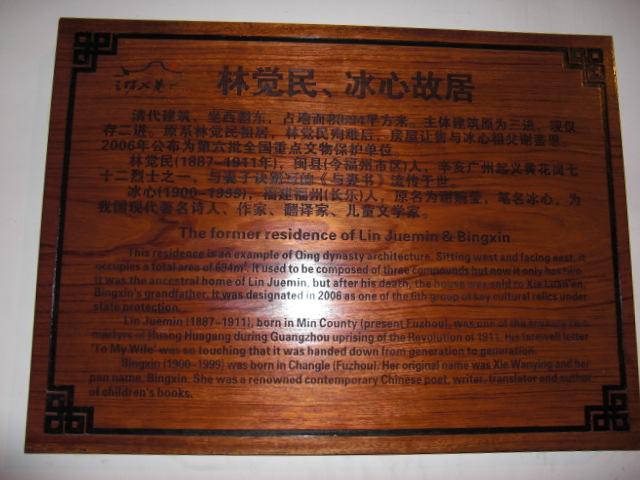 林觉民、冰心故居
清代建筑，坐西朝东，占地面积694平方米。主体建筑原为三进，现仅
存二进。原系林觉民祖居，林觉民殉难后，房屋让售与冰心祖父谢銮恩。
2006年公布为第六批全国重点文物保护单位。
林觉民(1887-1911年)，闽县(今福州市区)人，辛亥广州起义黄花岗七
十二烈士之一，与妻子诀别写的《与妻书》流传于世。
冰心(1900-1999)，福建福州(长乐)人，原名为谢婉莹，笔名冰心，为
我国现代著名诗人、作家、翻译家、儿童文学家。
The former residence of Lin Juemin & Bingxin
This residence is an example of Qing dynasty architecture. Sitting west and facing east, it
occupies a total area of 694m². It used to be composed of three compounds but now it only has two.
It was the ancestral home of Lin Juemin, but after his death, the house was sold to Xie Luan'en,
Bingxin's grandfather. It was designated in 2006 as one of the 6th group of key cultural relics under
state protection.
Lin Juemin (1887-1911), born in Min County (present Fuzhou), was one of the seventy-two
martyrs of Huang Huagang during Guangzhou uprising of the Revolution of 1911. His farewell letter
'To My Wife' was so touching that it was handed down from generation to generation.
Bingxin (1900-1999) was born in Changle (Fuzhou). Her original name was Xie Wanying and her
pen name, Bingxin. She was a renowned contemporary Chinese poet, writer, translator and author
of children's books.